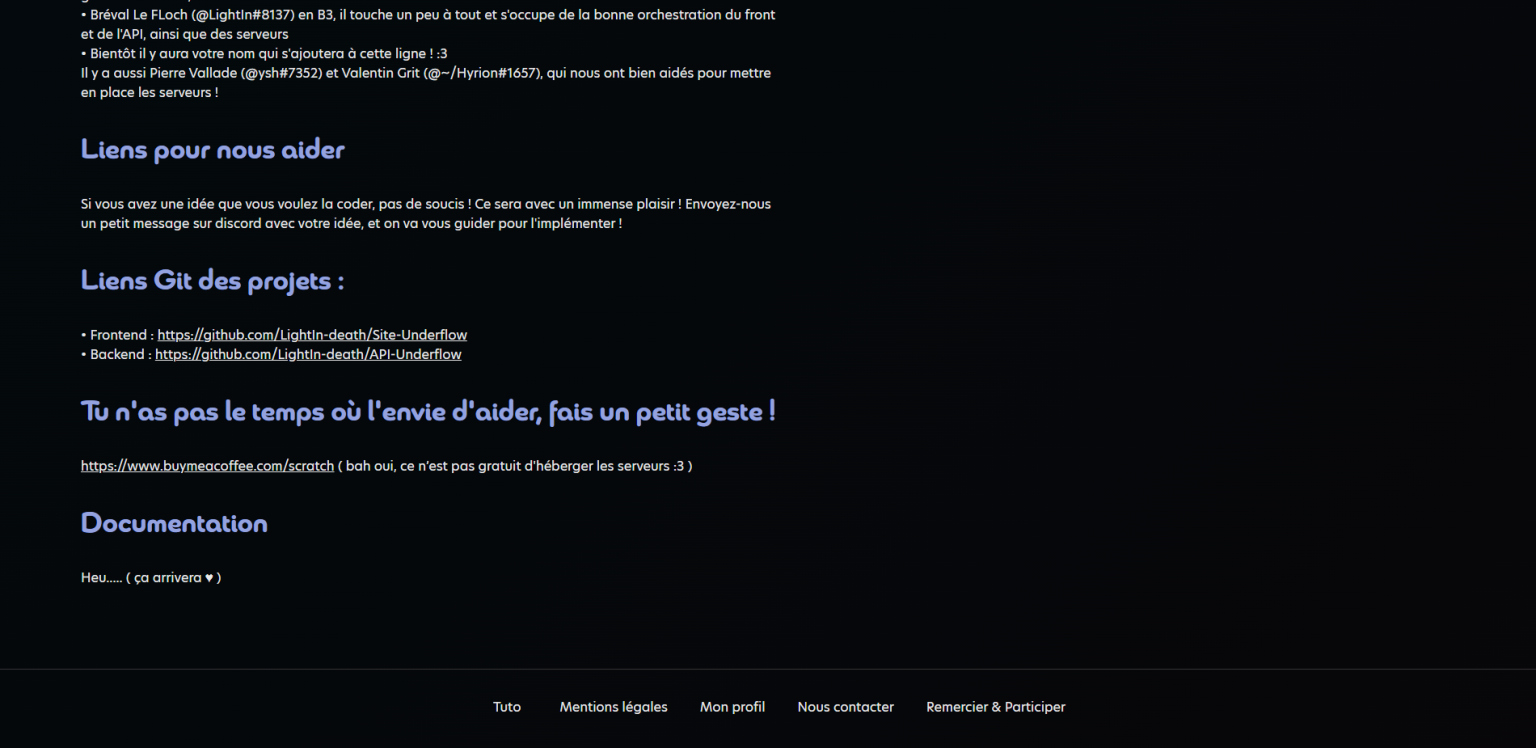 • Bréval Le FLoch (@LightIn#8137) en B3, il touche un peu à tout et s'occupe de la bonne orchestration du front
et de l'API, ainsi que des serveurs
• Bientôt il y aura votre nom qui s'ajoutera à cette ligne ! :3
Il y a aussi Pierre Vallade (@ysh#7352) et Valentin Grit (@~/Hyrion#1657), qui nous ont bien aidés pour mettre
en place les serveurs !
Liens pour nous aider
Si vous avez une idée que vous voulez la coder, pas de soucis ! Ce sera avec un immense plaisir ! Envoyez-nous
un petit message sur discord avec votre idée, et on va vous guider pour l'implémenter !
Liens Git des projets :
• Frontend : https://github.com/LightIn-death/Site-Underflow
• Backend : https://github.com/LightIn-death/API-Underflow
Tu n'as pas le temps où l'envie d'aider, fais un petit geste !
https://www.buymeacoffee.com/scratch ( bah oui, ce n'est pas gratuit d'héberger les serveurs :3 )
Documentation
Heu..... ( ça arrivera ♥ )
Tuto Mentions légales Mon profil Nous contacter Remercier & Participer